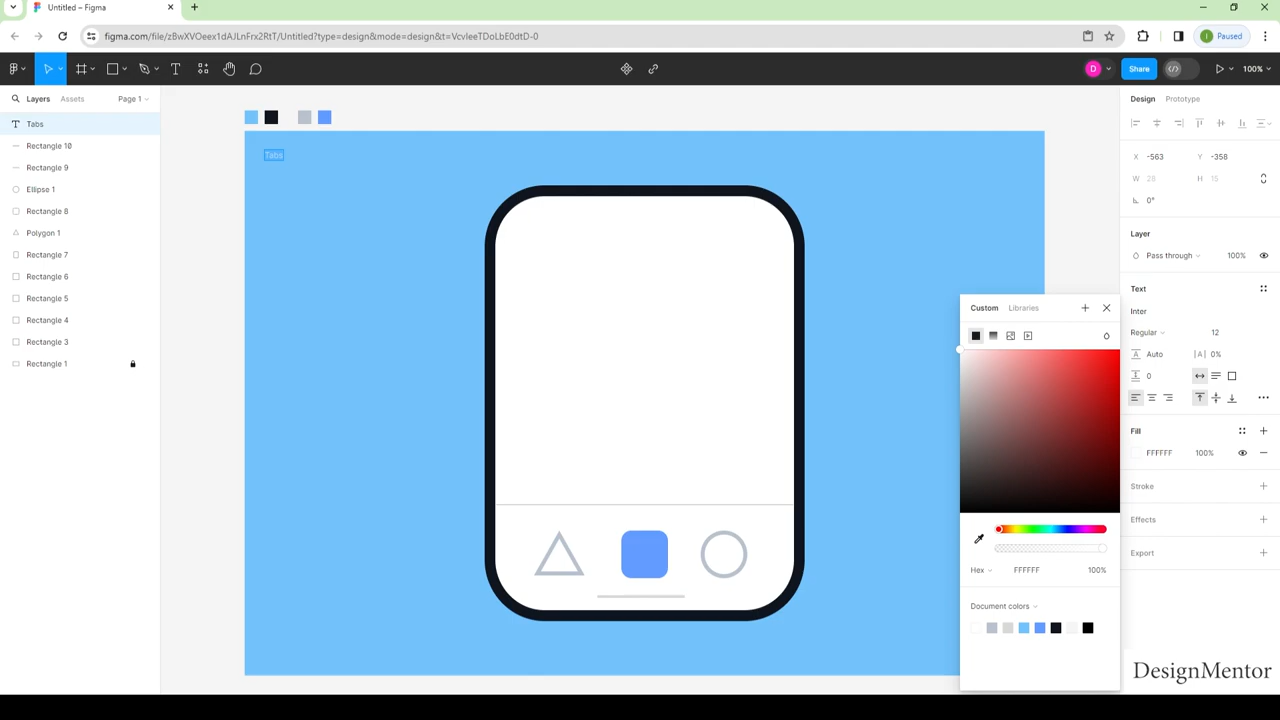 Untitled – Figma
figma.com/file/zBwXVOeex1dAJLnFrx2RtT/Untitled?type=design&mode=design&t=VcvIeeTDoLbE0dtD-0
I
Paused
D
Share
100%
Layers
Assets
Page 1
Design
Prototype
Tabs
Rectangle 10
Rectangle 9
Ellipse 1
Rectangle 8
Polygon 1
Rectangle 7
Rectangle 6
Rectangle 5
Rectangle 4
Rectangle 3
Rectangle 1
Tabs
X -563 Y -358
W 28 H 15
0°
Layer
Pass through 100%
Text
Inter
Regular 12
Auto |A| 0%
0
Fill
FFFFFF 100%
Stroke
Effects
Export
Custom
Libraries
Hex FFFFFF 100%
Document colors
DesignMentor